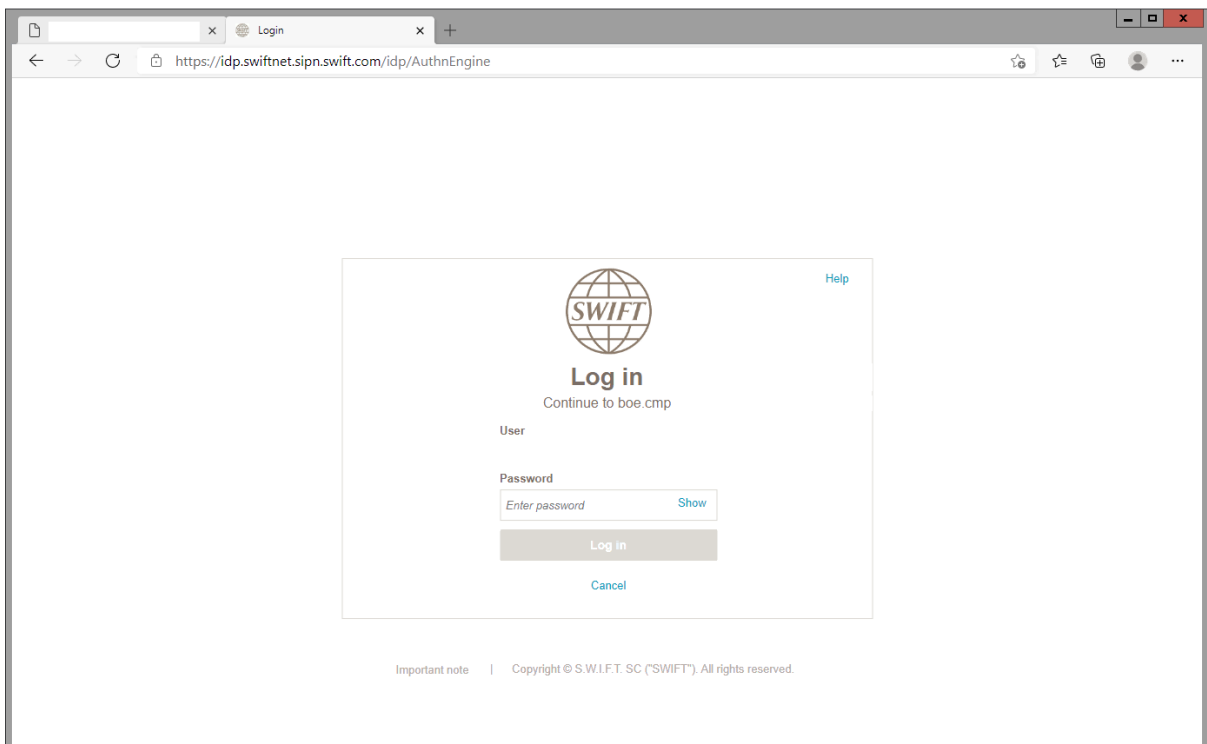 Login
https://idp.swiftnet.sipn.swift.com/idp/AuthnEngine
Help
SWIFT
Log in
Continue to boe.cmp
User
Password
Enter password Show
Log in
Cancel
Important note | Copyright © S.W.I.F.T. SC ("SWIFT"). All rights reserved.